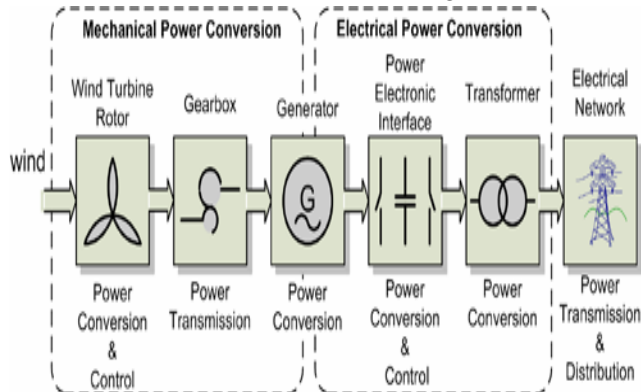 Mechanical Power Conversion
Electrical Power Conversion
Wind Turbine
Rotor
Gearbox
Generator
Power
Electronic
Interface
Transformer
Electrical
Network
wind
G
Power
Conversion
&
Control
Power
Transmission
Power
Conversion
Power
Conversion
&
Control
Power
Conversion
Power
Transmission
&
Distribution